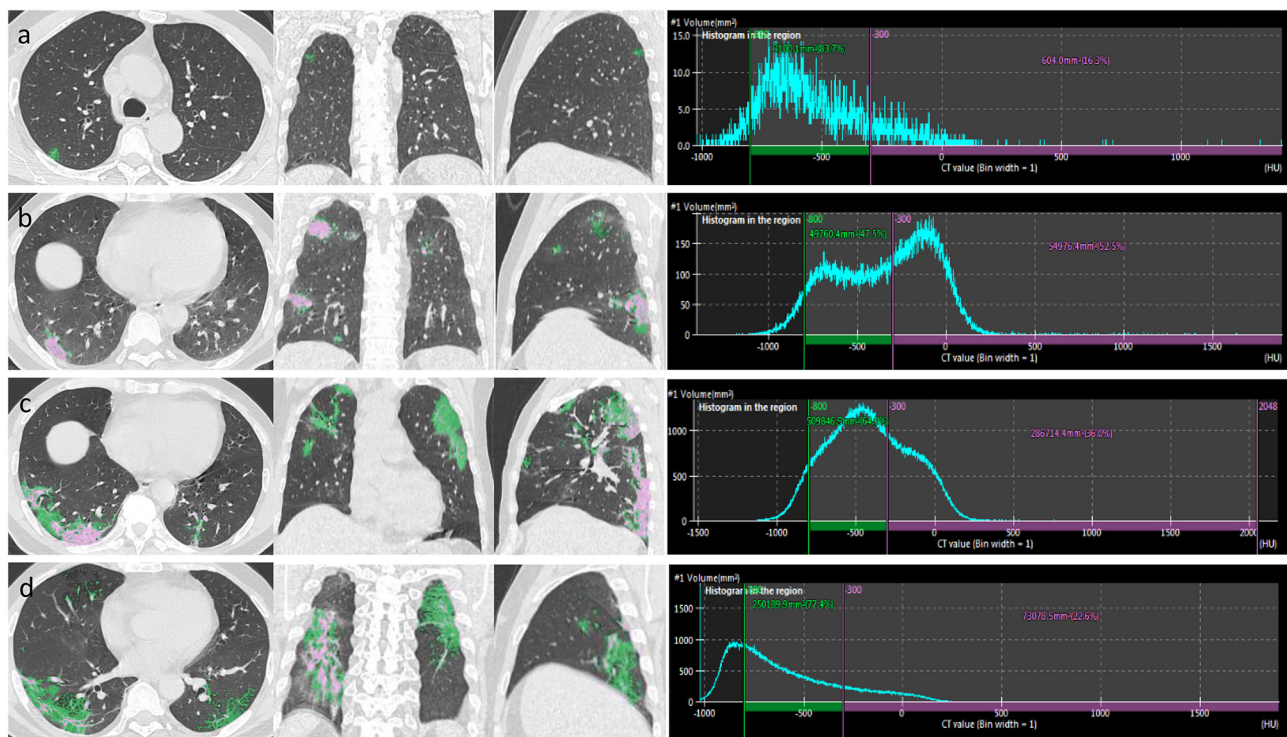 a
#1 Volume(mm³)
Histogram in the region
-300
604.0mm³(16.3%)
15.0
10.0
5.0
0.0
-1000
-500
0
500
1000
CT value (Bin width = 1)
(HU)
b
#1 Volume(mm³)
Histogram in the region
-800
-300
49760.4mm³(47.5%)
54976.4mm³(52.5%)
150
100
50
0
-1000
-500
0
500
1000
1500
CT value (Bin width = 1)
(HU)
c
#1 Volume(mm³)
Histogram in the region
-800
-300
2048
286714.4mm³(36.0%)
1000
500
0
-1500
-1000
-500
0
500
1000
1500
2000
CT value (Bin width = 1)
(HU)
d
#1 Volume(mm³)
Histogram in the region
-300
250189.9mm³(77.4%)
73078.5mm³(22.6%)
1500
1000
500
0
-1000
-500
0
500
1000
1500
CT value (Bin width = 1)
(HU)